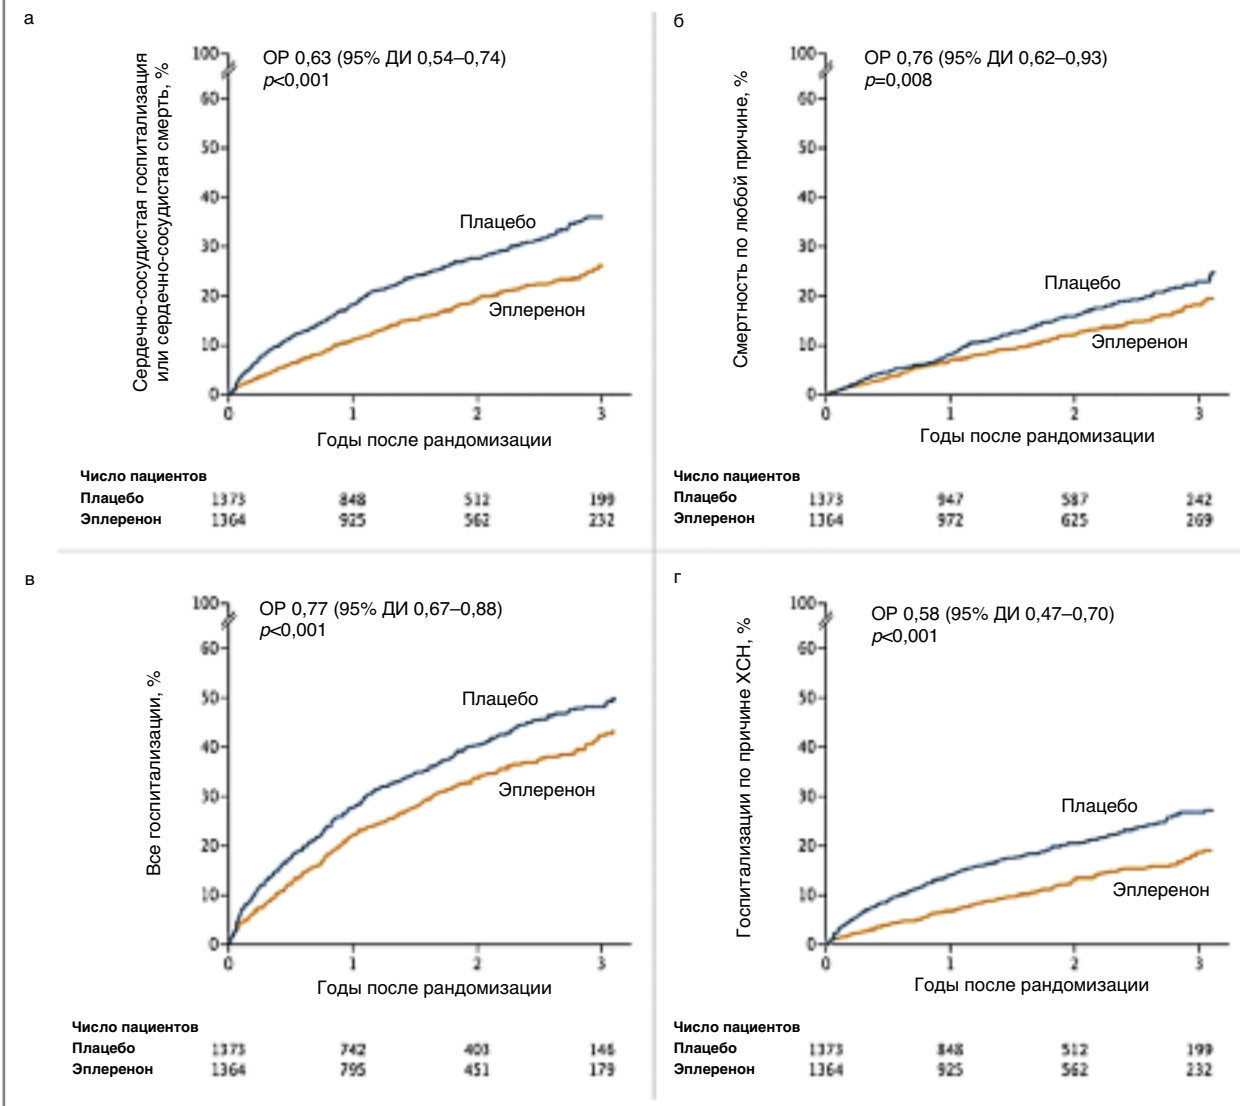 а
Сердечно-сосудистая госпитализация
или сердечно-сосудистая смерть, %
ОР 0,63 (95% ДИ 0,54–0,74)
p<0,001
100
60
50
40
30
20
10
0
Плацебо
Эплеренон
0 1 2 3
Годы после рандомизации
Число пациентов
Плацебо 1373 848 512 199
Эплеренон 1364 925 562 232
б
Смертность по любой причине, %
ОР 0,76 (95% ДИ 0,62–0,93)
p=0,008
100
60
50
40
30
20
10
0
Плацебо
Эплеренон
0 1 2 3
Годы после рандомизации
Число пациентов
Плацебо 1373 947 587 242
Эплеренон 1364 972 625 269
в
Все госпитализации, %
ОР 0,77 (95% ДИ 0,67–0,88)
p<0,001
100
60
50
40
30
20
10
0
Плацебо
Эплеренон
0 1 2 3
Годы после рандомизации
Число пациентов
Плацебо 1373 742 403 146
Эплеренон 1364 795 451 179
г
Госпитализации по причине ХСН, %
ОР 0,58 (95% ДИ 0,47–0,70)
p<0,001
100
60
50
40
30
20
10
0
Плацебо
Эплеренон
0 1 2 3
Годы после рандомизации
Число пациентов
Плацебо 1373 848 512 199
Эплеренон 1364 925 562 232